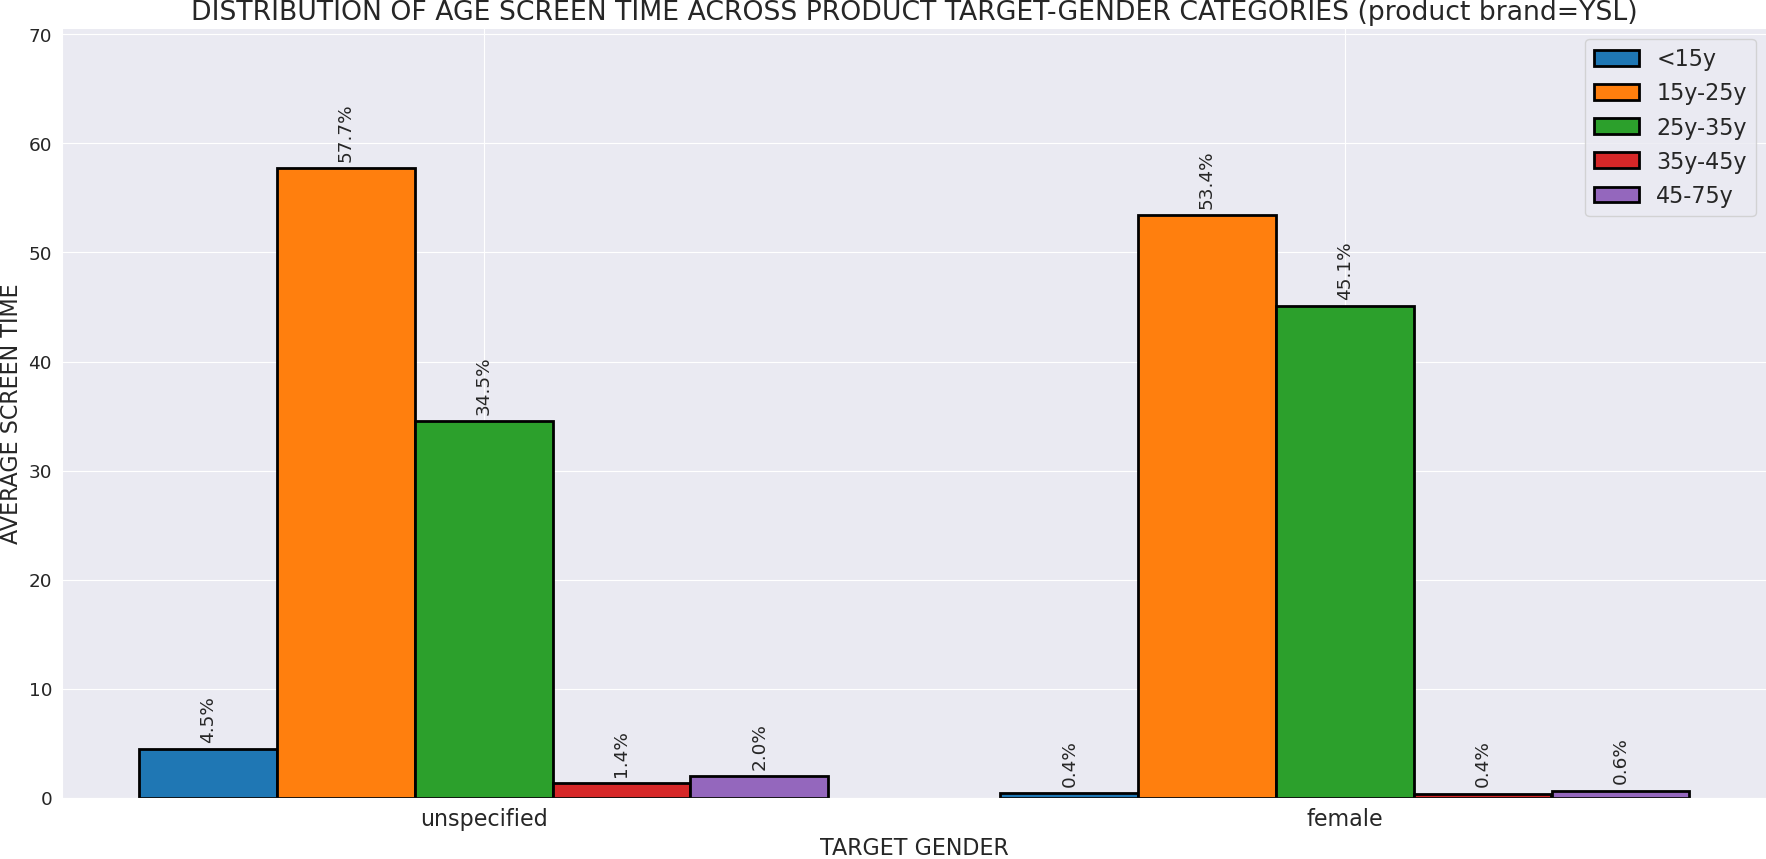 DISTRIBUTION OF AGE SCREEN TIME ACROSS PRODUCT TARGET-GENDER CATEGORIES (product brand=YSL)
AVERAGE SCREEN TIME
70
60
50
40
30
20
10
0
4.5%
57.7%
34.5%
1.4%
2.0%
0.4%
53.4%
45.1%
0.4%
0.6%
<15y
15y-25y
25y-35y
35y-45y
45-75y
unspecified
female
TARGET GENDER